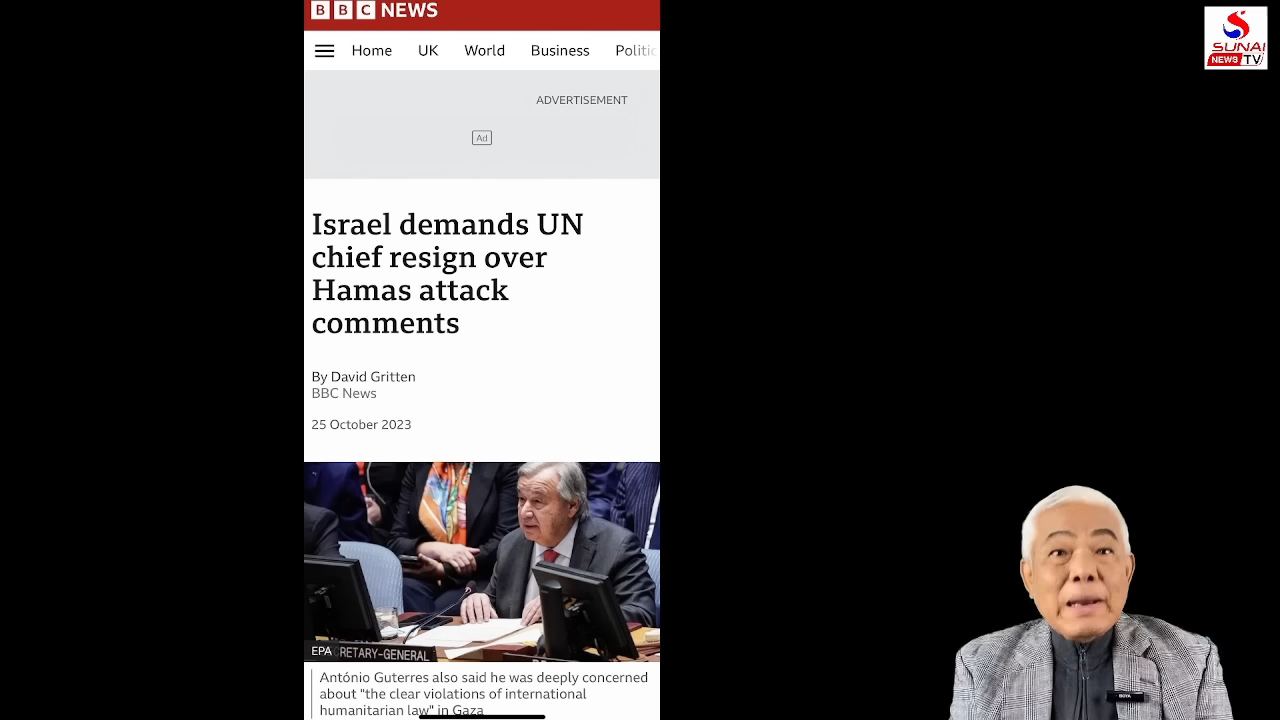 BBC NEWS
Home UK World Business Politic
ADVERTISEMENT
Ad
Israel demands UN
chief resign over
Hamas attack
comments
By David Gritten
BBC News
25 October 2023
EPA
RETARY-GENERAL
António Guterres also said he was deeply concerned
about "the clear violations of international
humanitarian law" in Gaza
SUNAI
NEWS TV
BOYA